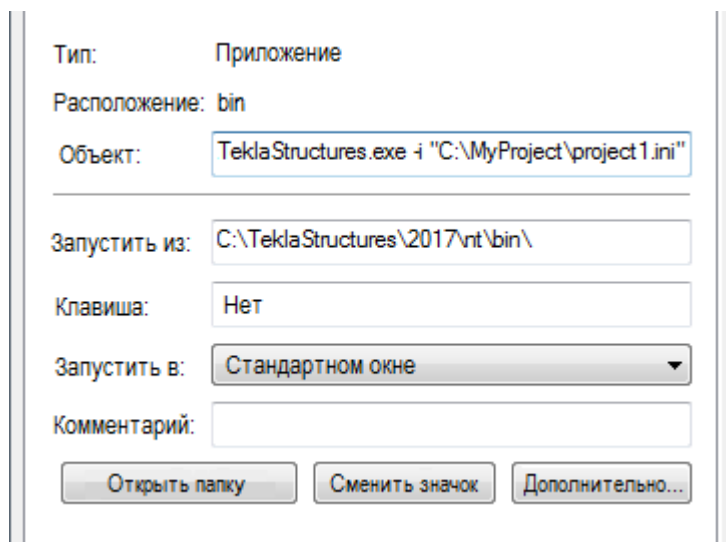 Тип: Приложение
Расположение: bin
Объект: TeklaStructures.exe -i "C:\MyProject\project1.ini"
Запустить из: C:\TeklaStructures\2017\nt\bin\
Клавиша: Нет
Запустить в: Стандартном окне
Комментарий:
Открыть папку Сменить значок Дополнительно...